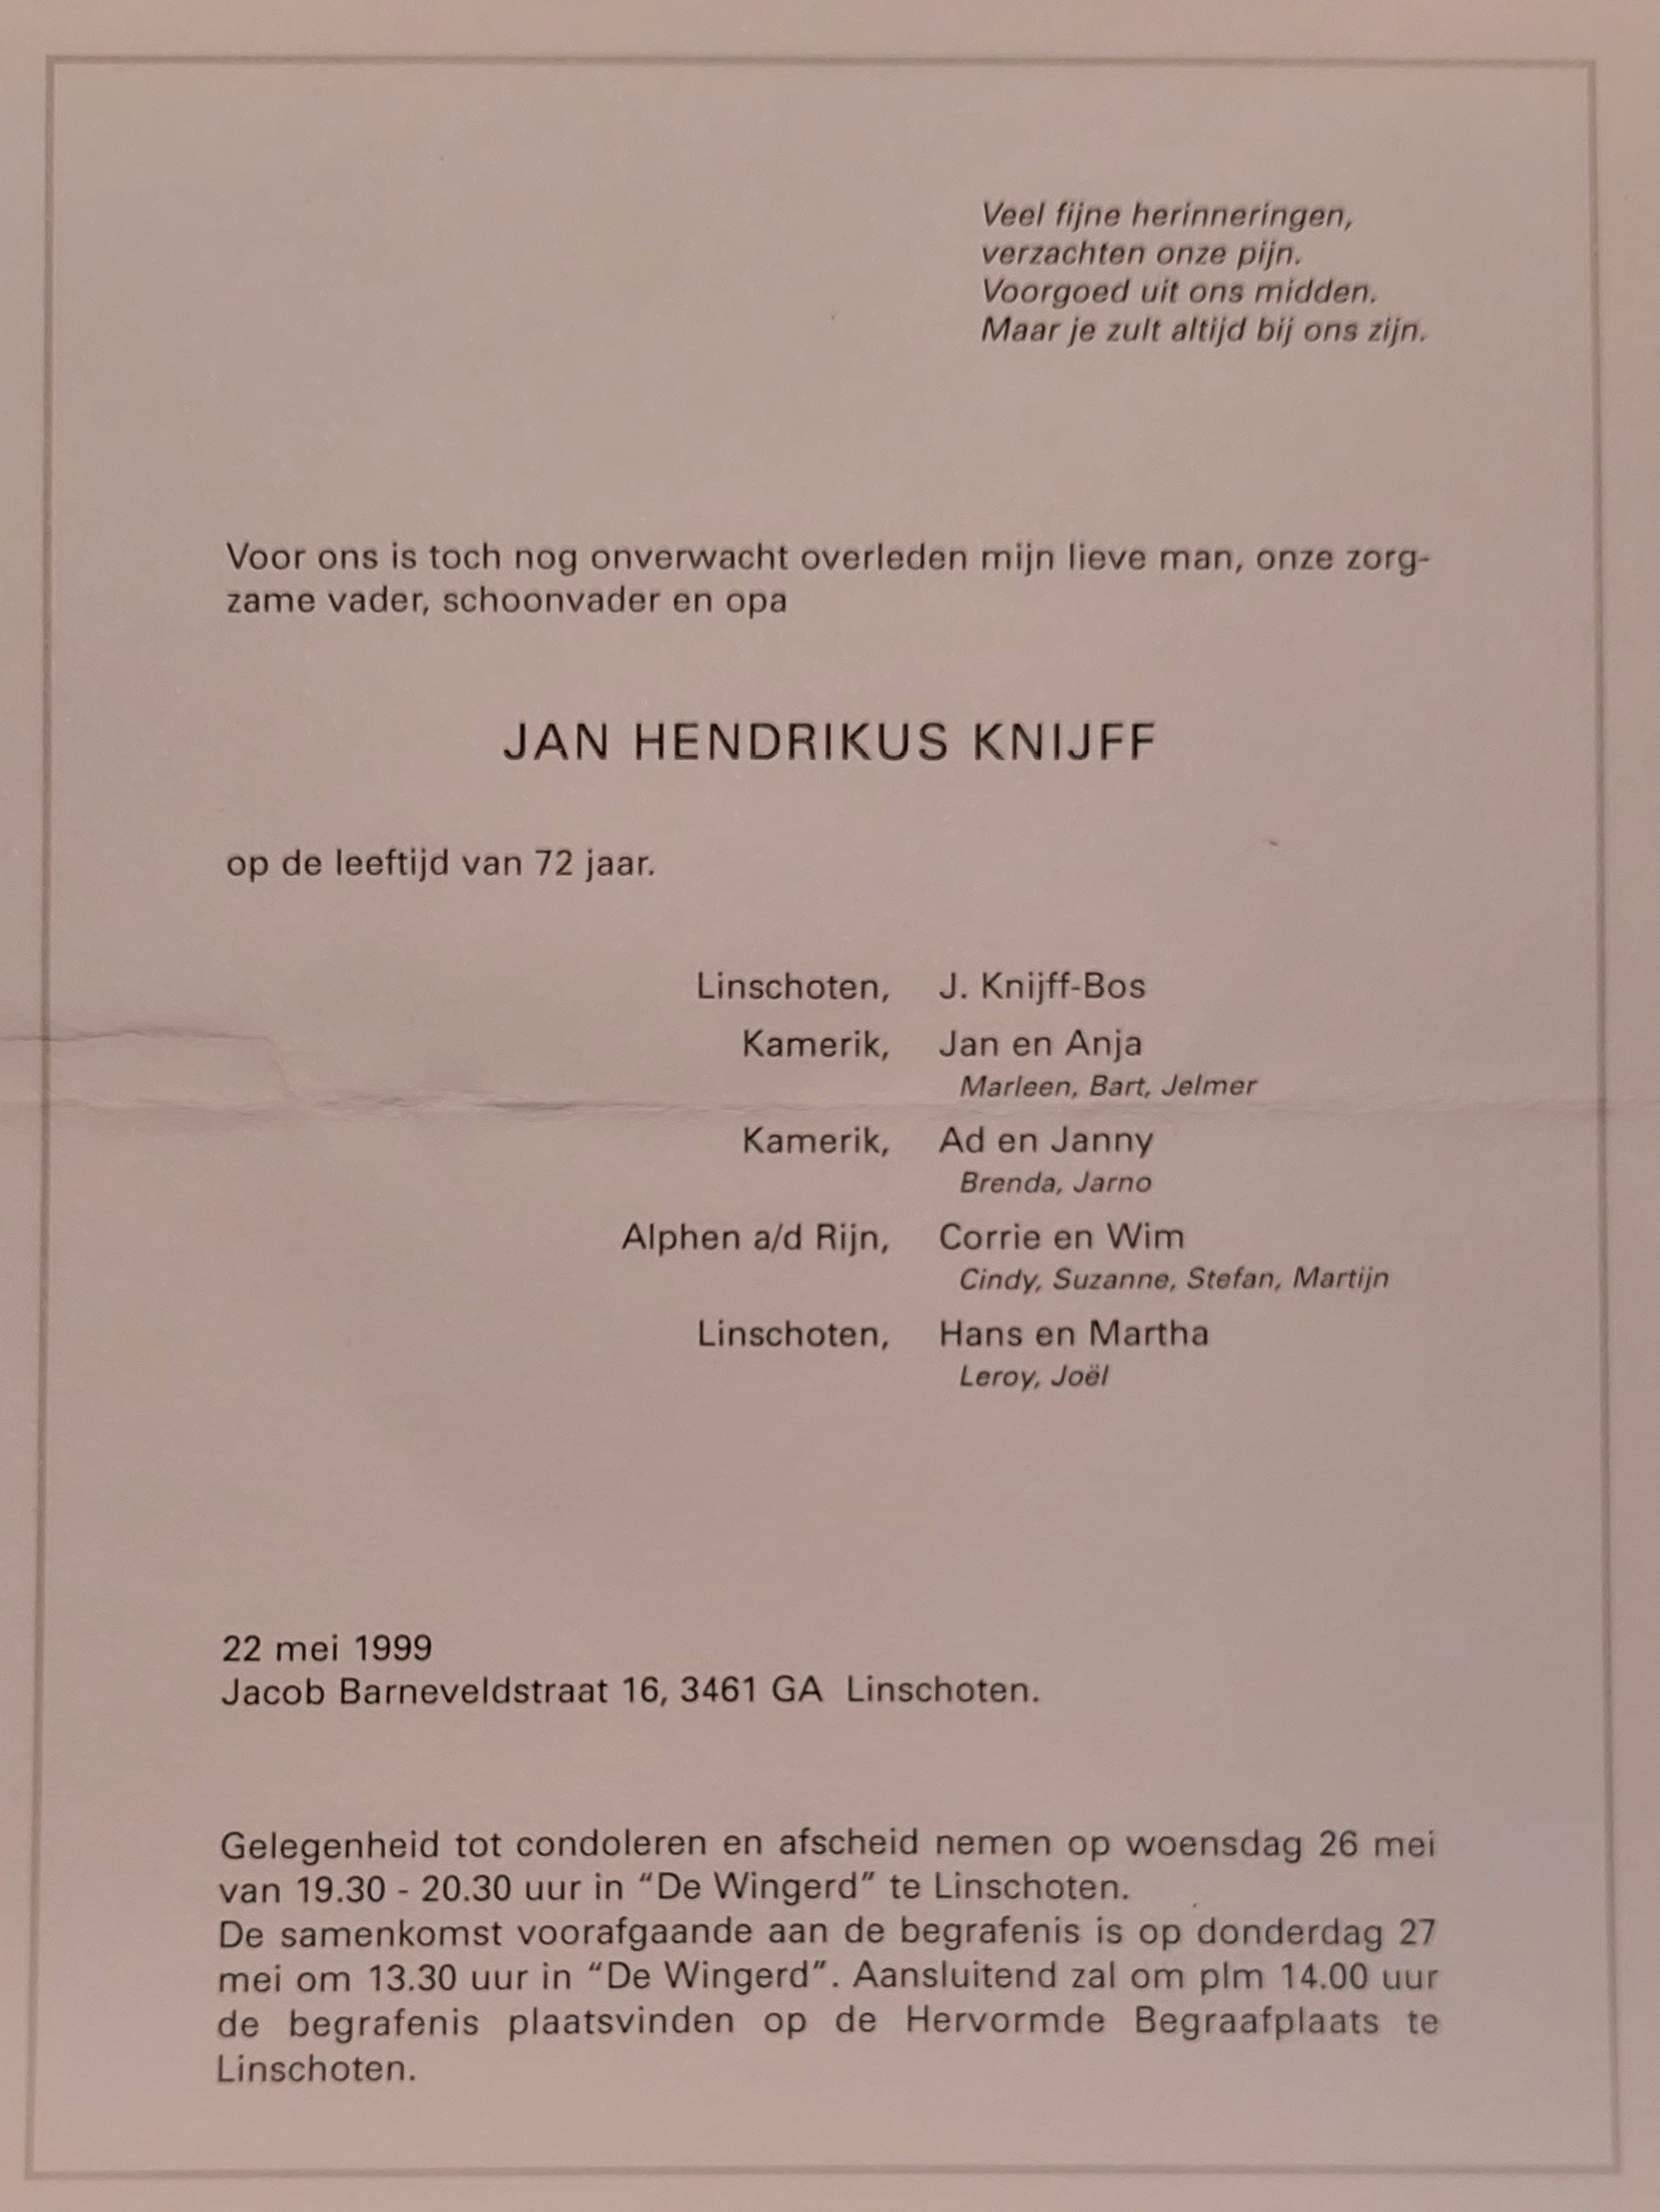 Veel fijne herinneringen,
verzachten onze pijn.
Voorgoed uit ons midden.
Maar je zult altijd bij ons zijn.
Voor ons is toch nog onverwacht overleden mijn lieve man, onze zorg-
zame vader, schoonvader en opa
JAN HENDRIKUS KNIJFF
op de leeftijd van 72 jaar.
Linschoten, J. Knijff-Bos
Kamerik, Jan en Anja
Marleen, Bart, Jelmer
Kamerik, Ad en Janny
Brenda, Jarno
Alphen a/d Rijn, Corrie en Wim
Cindy, Suzanne, Stefan, Martijn
Linschoten, Hans en Martha
Leroy, Joël
22 mei 1999
Jacob Barneveldstraat 16, 3461 GA Linschoten.
Gelegenheid tot condoleren en afscheid nemen op woensdag 26 mei
van 19.30 - 20.30 uur in “De Wingerd” te Linschoten.
De samenkomst voorafgaande aan de begrafenis is op donderdag 27
mei om 13.30 uur in “De Wingerd”. Aansluitend zal om plm 14.00 uur
de begrafenis plaatsvinden op de Hervormde Begraafplaats te
Linschoten.